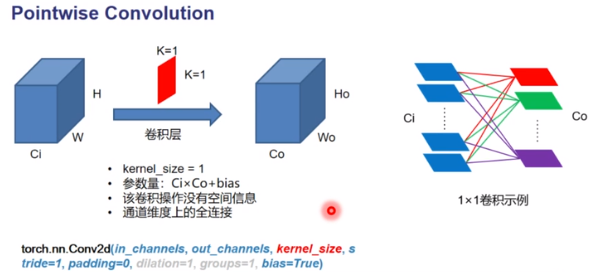 Pointwise Convolution
K=1
K=1
H
W
Ci
卷积层
Ho
Wo
Co
Ci
Co
• kernel_size = 1
• 参数量：Ci×Co+bias
• 该卷积操作没有空间信息
• 通道维度上的全连接
1×1卷积示例
torch.nn.Conv2d(in_channels, out_channels, kernel_size, s
tride=1, padding=0, dilation=1, groups=1, bias=True)